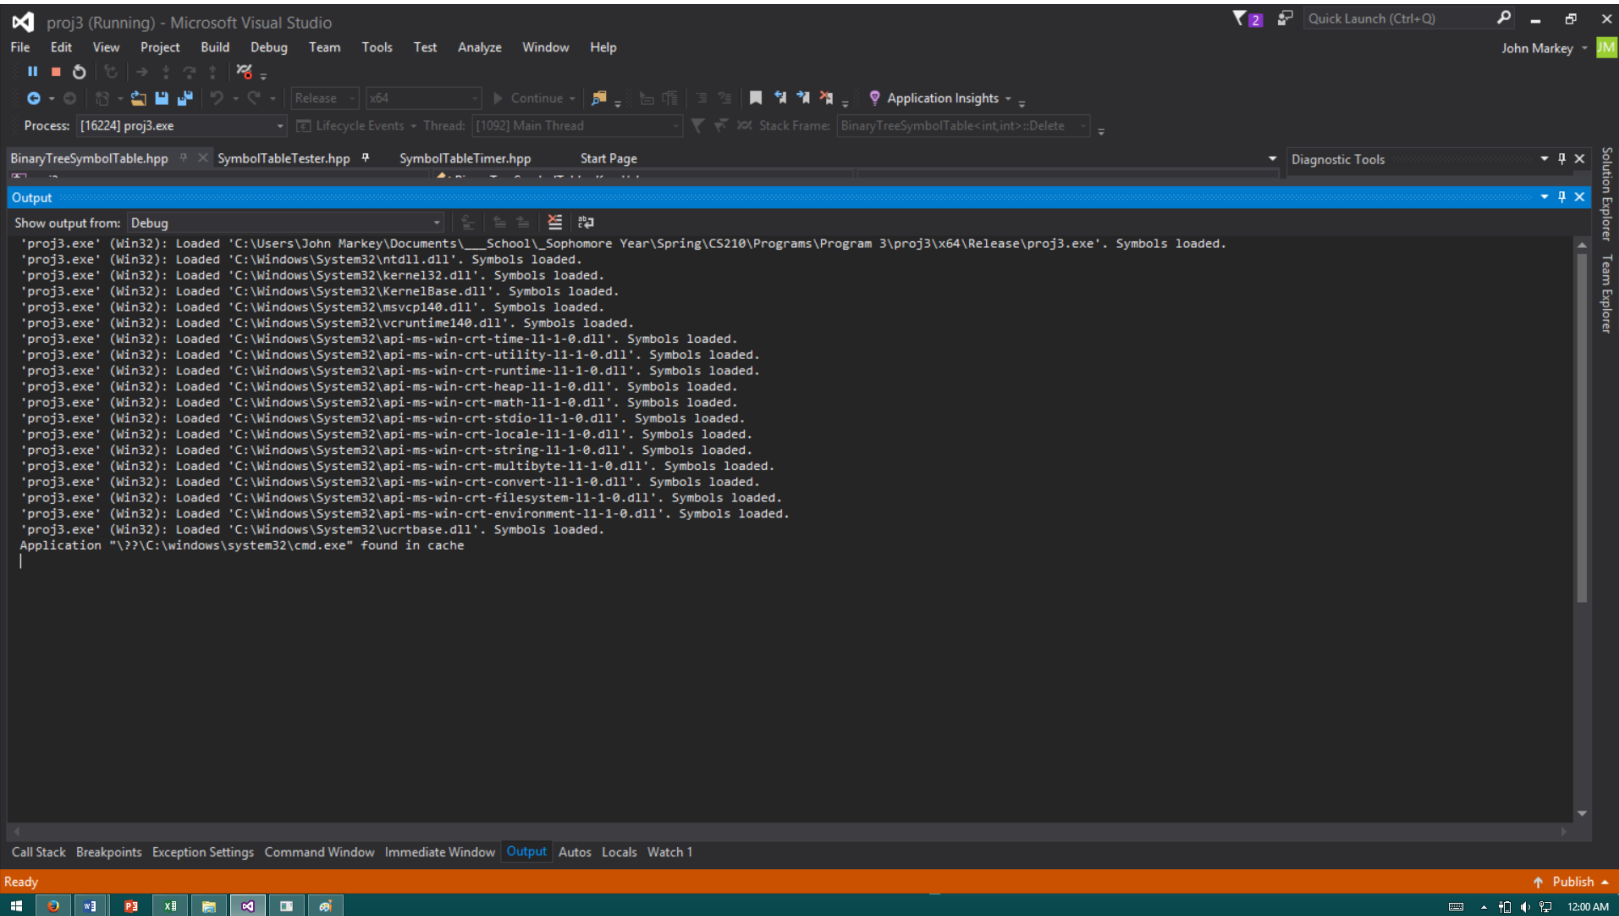 proj3 (Running) - Microsoft Visual Studio
2
Quick Launch (Ctrl+Q)
File Edit View Project Build Debug Team Tools Test Analyze Window Help
John Markey
JM
Release x64 Continue Application Insights
Process: [16224] proj3.exe Lifecycle Events Thread: [1092] Main Thread Stack Frame: BinaryTreeSymbolTable<int,int>::Delete
BinaryTreeSymbolTable.hpp SymbolTableTester.hpp SymbolTableTimer.hpp Start Page
Diagnostic Tools
Solution Explorer
Team Explorer
Output
Show output from: Debug
'proj3.exe' (Win32): Loaded 'C:\Users\John Markey\Documents\___School\_Sophomore Year\Spring\CS210\Programs\Program 3\proj3\x64\Release\proj3.exe'. Symbols loaded.
'proj3.exe' (Win32): Loaded 'C:\Windows\System32\ntdll.dll'. Symbols loaded.
'proj3.exe' (Win32): Loaded 'C:\Windows\System32\kernel32.dll'. Symbols loaded.
'proj3.exe' (Win32): Loaded 'C:\Windows\System32\KernelBase.dll'. Symbols loaded.
'proj3.exe' (Win32): Loaded 'C:\Windows\System32\msvcp140.dll'. Symbols loaded.
'proj3.exe' (Win32): Loaded 'C:\Windows\System32\vcruntime140.dll'. Symbols loaded.
'proj3.exe' (Win32): Loaded 'C:\Windows\System32\api-ms-win-crt-time-l1-1-0.dll'. Symbols loaded.
'proj3.exe' (Win32): Loaded 'C:\Windows\System32\api-ms-win-crt-utility-l1-1-0.dll'. Symbols loaded.
'proj3.exe' (Win32): Loaded 'C:\Windows\System32\api-ms-win-crt-runtime-l1-1-0.dll'. Symbols loaded.
'proj3.exe' (Win32): Loaded 'C:\Windows\System32\api-ms-win-crt-heap-l1-1-0.dll'. Symbols loaded.
'proj3.exe' (Win32): Loaded 'C:\Windows\System32\api-ms-win-crt-math-l1-1-0.dll'. Symbols loaded.
'proj3.exe' (Win32): Loaded 'C:\Windows\System32\api-ms-win-crt-stdio-l1-1-0.dll'. Symbols loaded.
'proj3.exe' (Win32): Loaded 'C:\Windows\System32\api-ms-win-crt-locale-l1-1-0.dll'. Symbols loaded.
'proj3.exe' (Win32): Loaded 'C:\Windows\System32\api-ms-win-crt-string-l1-1-0.dll'. Symbols loaded.
'proj3.exe' (Win32): Loaded 'C:\Windows\System32\api-ms-win-crt-multibyte-l1-1-0.dll'. Symbols loaded.
'proj3.exe' (Win32): Loaded 'C:\Windows\System32\api-ms-win-crt-convert-l1-1-0.dll'. Symbols loaded.
'proj3.exe' (Win32): Loaded 'C:\Windows\System32\api-ms-win-crt-filesystem-l1-1-0.dll'. Symbols loaded.
'proj3.exe' (Win32): Loaded 'C:\Windows\System32\api-ms-win-crt-environment-l1-1-0.dll'. Symbols loaded.
'proj3.exe' (Win32): Loaded 'C:\Windows\System32\ucrtbase.dll'. Symbols loaded.
Application "\??\C:\windows\system32\cmd.exe" found in cache
Call Stack Breakpoints Exception Settings Command Window Immediate Window Output Autos Locals Watch 1
Ready
Publish
12:00 AM